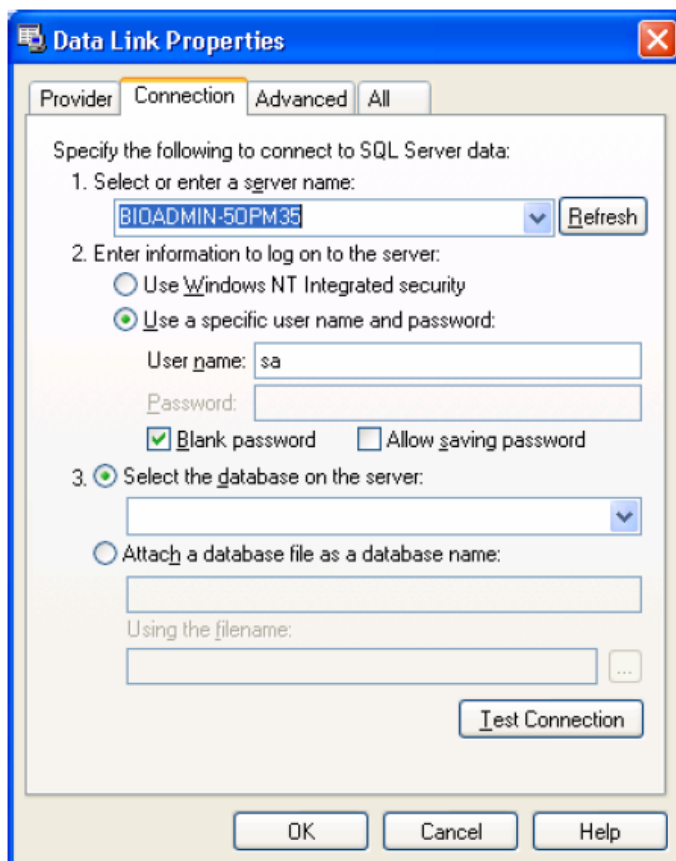 Data Link Properties
Provider Connection Advanced All
Specify the following to connect to SQL Server data:
1. Select or enter a server name:
BIOADMIN-5OPM35 Refresh
2. Enter information to log on to the server:
Use Windows NT Integrated security
Use a specific user name and password:
User name: sa
Password:
Blank password Allow saving password
3. Select the database on the server:
Attach a database file as a database name:
Using the filename:
...
Test Connection
OK Cancel Help